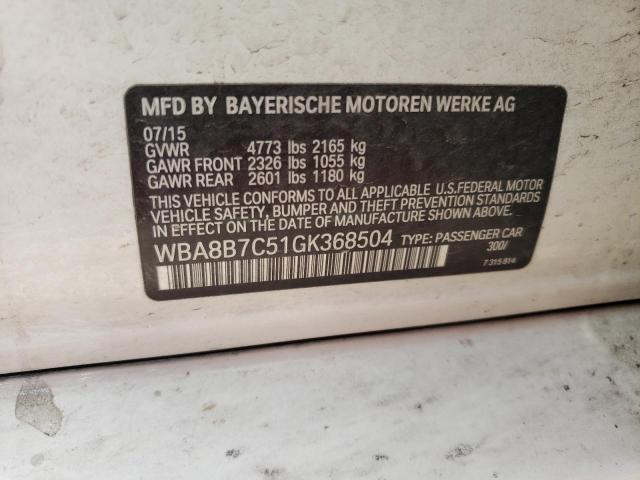 MFD BY BAYERISCHE MOTOREN WERKE AG
07/15
GVWR 4773 lbs 2165 kg
GAWR FRONT 2326 lbs 1055 kg
GAWR REAR 2601 lbs 1180 kg
THIS VEHICLE CONFORMS TO ALL APPLICABLE U.S.FEDERAL MOTOR
VEHICLE SAFETY, BUMPER AND THEFT PREVENTION STANDARDS
IN EFFECT ON THE DATE OF MANUFACTURE SHOWN ABOVE.
WBA8B7C51GK368504 TYPE: PASSENGER CAR
300/
7 315 814